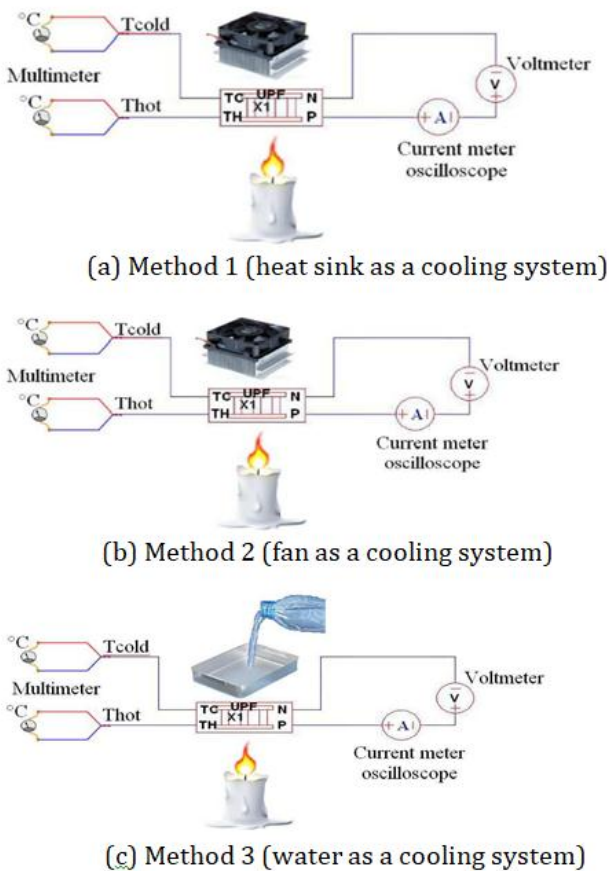 °C
Tcold
Multimeter
°C
Thot
TC UPF N
X1
TH P
Voltmeter
V
+ A
Current meter
oscilloscope
(a) Method 1 (heat sink as a cooling system)
°C
Tcold
Multimeter
°C
Thot
TC UPF N
X1
TH P
Voltmeter
V
+ A
Current meter
oscilloscope
(b) Method 2 (fan as a cooling system)
°C
Tcold
Multimeter
°C
Thot
TC UPF N
X1
TH P
Voltmeter
V
+ A
Current meter
oscilloscope
(c) Method 3 (water as a cooling system)